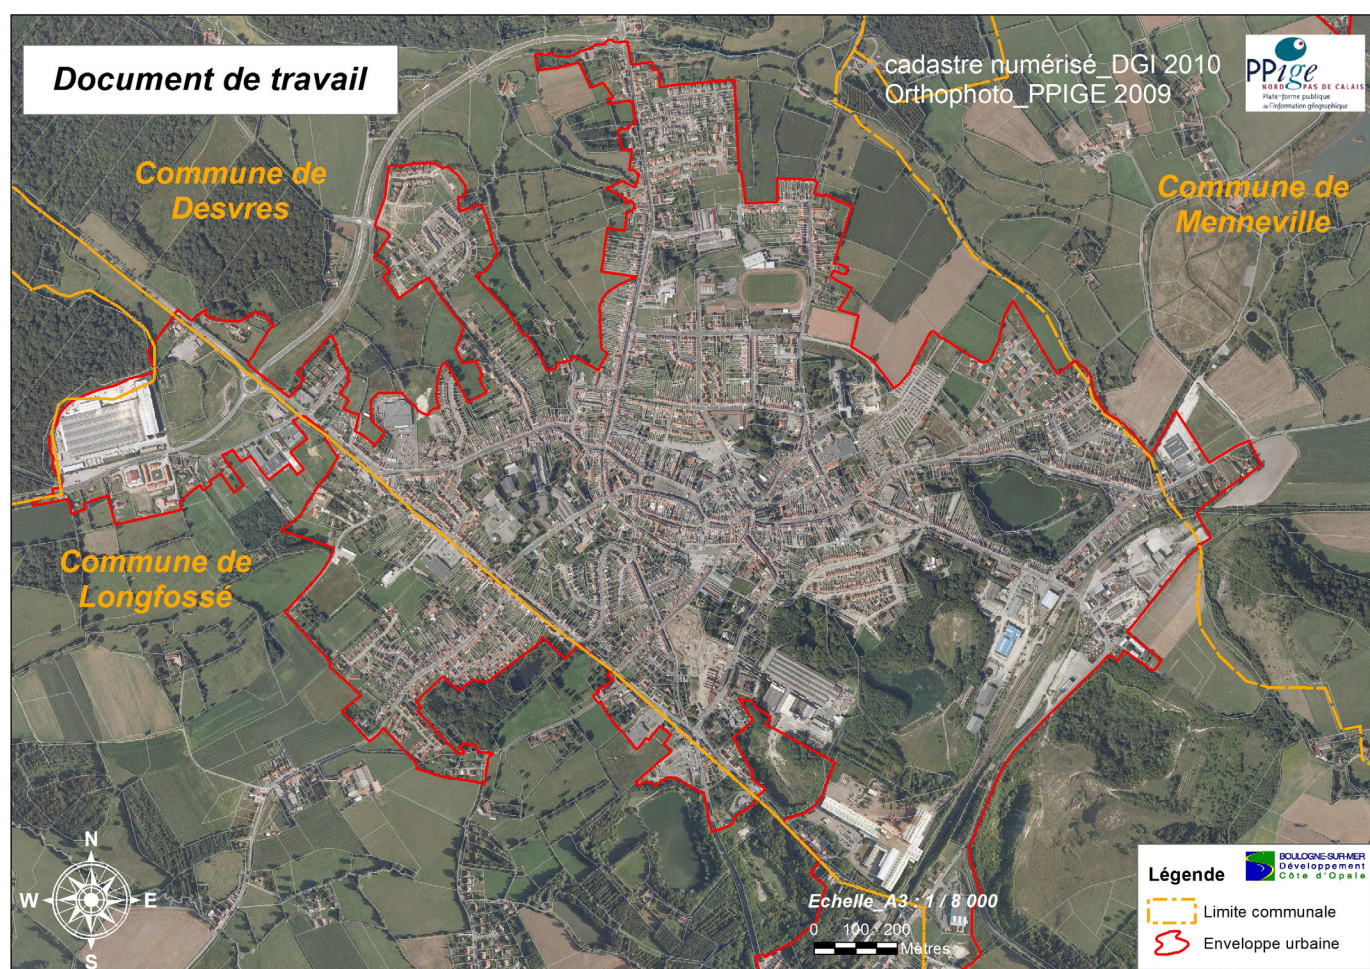 Document de travail
cadastre numérisé_DGI 2010
Orthophoto_PPIGE 2009
PPige
NORD PAS DE CALAIS
Plate-forme publique
de l'information géographique
Commune de
Desvres
Commune de
Menneville
Commune de
Longfossé
N
W
E
S
Echelle_A3 : 1 / 8 000
0 100 200
Mètres
Légende
BOULOGNE-SUR-MER
Développement
Côte d'Opale
Limite communale
Enveloppe urbaine